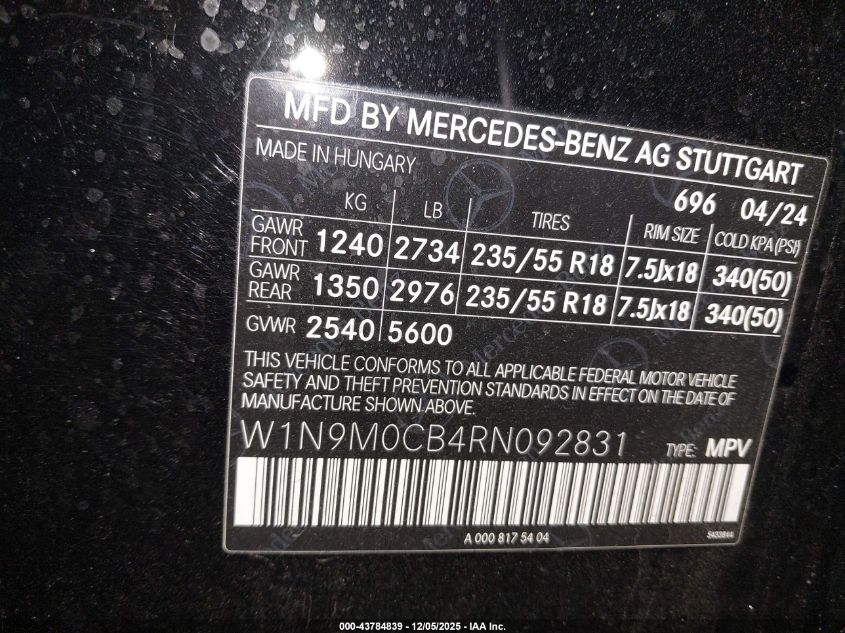 MFD BY MERCEDES-BENZ AG STUTTGART
MADE IN HUNGARY
696 04/24
KG LB TIRES RIM SIZE COLD KPA (PSI)
GAWR FRONT 1240 2734 235/55 R18 7.5Jx18 340(50)
GAWR REAR 1350 2976 235/55 R18 7.5Jx18 340(50)
GVWR 2540 5600
THIS VEHICLE CONFORMS TO ALL APPLICABLE FEDERAL MOTOR VEHICLE
SAFETY AND THEFT PREVENTION STANDARDS IN EFFECT ON THE DATE OF
MANUFACTURE
W1N9M0CB4RN092831 TYPE: MPV
A 000 817 54 04
5433844
000-43784839 - 12/05/2025 - IAA Inc.